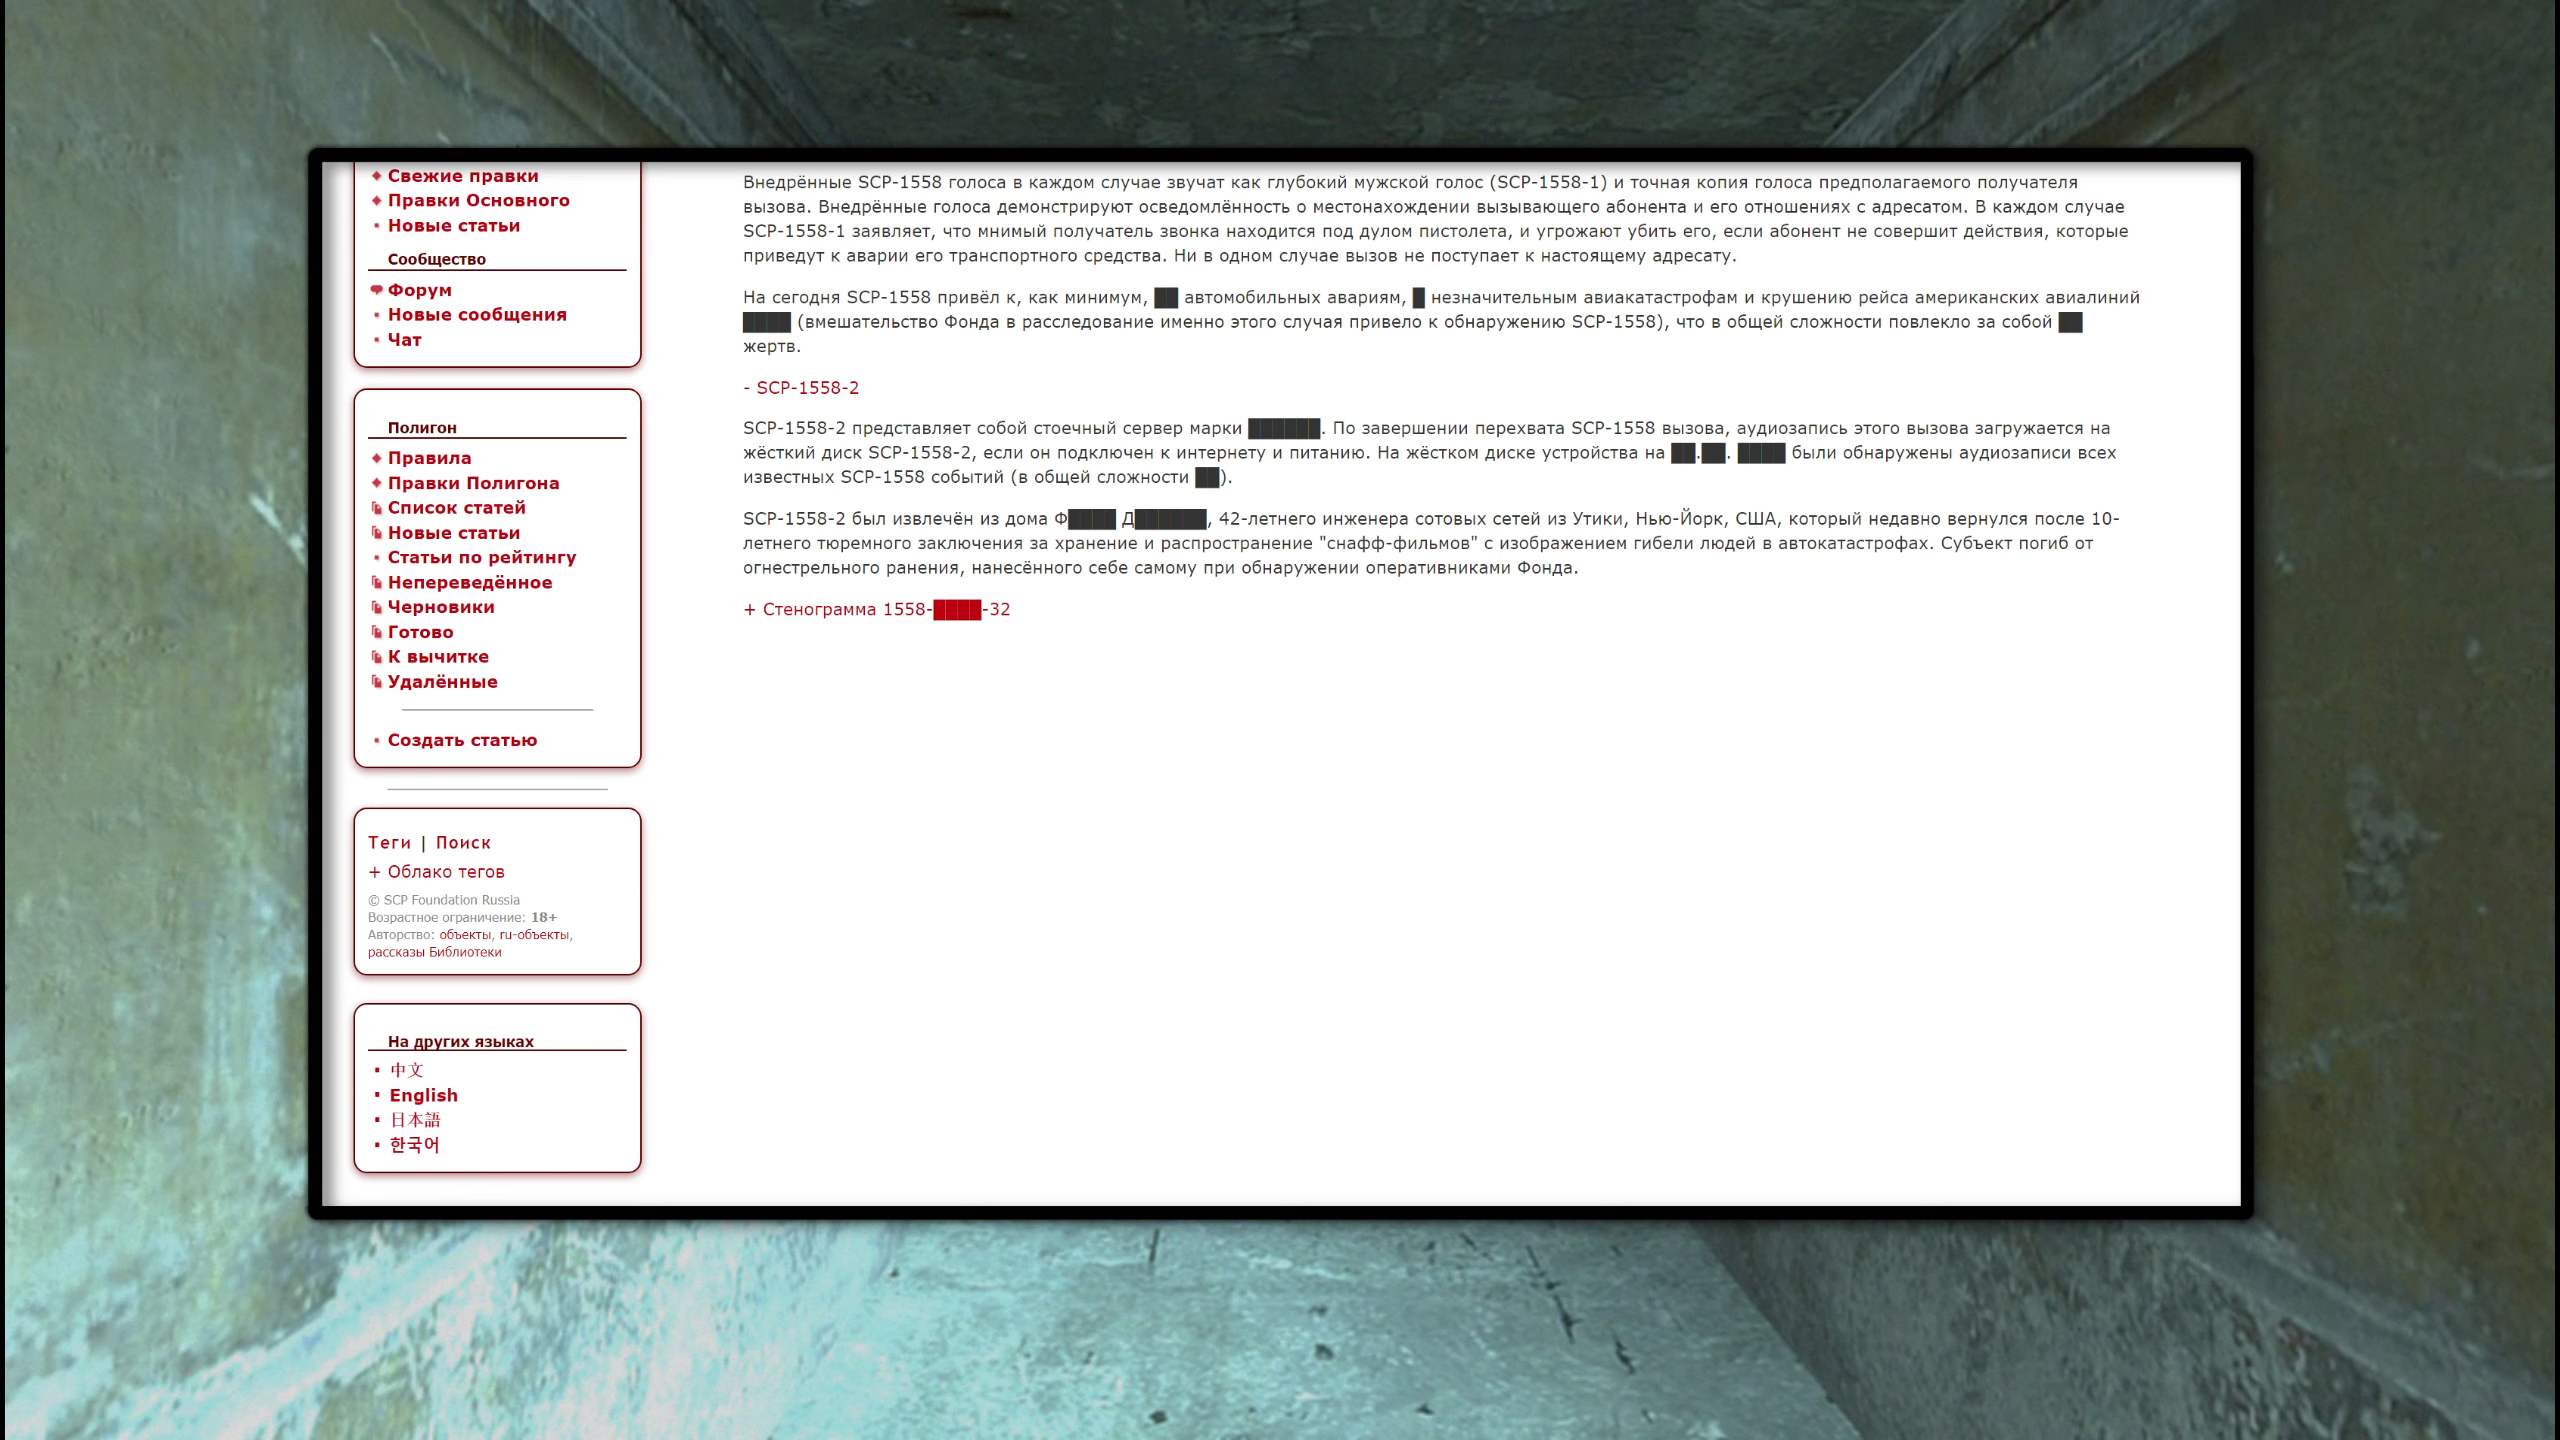 Свежие правки
Правки Основного
Новые статьи
Сообщество
Форум
Новые сообщения
Чат
Полигон
Правила
Правки Полигона
Список статей
Новые статьи
Статьи по рейтингу
Непереведённое
Черновики
Готово
К вычитке
Удалённые
Создать статью
Теги | Поиск
+ Облако тегов
© SCP Foundation Russia
Возрастное ограничение: 18+
Авторство: объекты, ru-объекты,
рассказы Библиотеки
На других языках
中文
English
日本語
한국어
Внедрённые SCP-1558 голоса в каждом случае звучат как глубокий мужской голос (SCP-1558-1) и точная копия голоса предполагаемого получателя
вызова. Внедрённые голоса демонстрируют осведомлённость о местонахождении вызывающего абонента и его отношениях с адресатом. В каждом случае
SCP-1558-1 заявляет, что мнимый получатель звонка находится под дулом пистолета, и угрожают убить его, если абонент не совершит действия, которые
приведут к аварии его транспортного средства. Ни в одном случае вызов не поступает к настоящему адресату.
На сегодня SCP-1558 привёл к, как минимум, ██ автомобильных авариям, █ незначительным авиакатастрофам и крушению рейса американских авиалиний
████ (вмешательство Фонда в расследование именно этого случая привело к обнаружению SCP-1558), что в общей сложности повлекло за собой ██
жертв.
- SCP-1558-2
SCP-1558-2 представляет собой стоечный сервер марки ██████. По завершении перехвата SCP-1558 вызова, аудиозапись этого вызова загружается на
жёсткий диск SCP-1558-2, если он подключен к интернету и питанию. На жёстком диске устройства на ██.██. ████ были обнаружены аудиозаписи всех
известных SCP-1558 событий (в общей сложности ██).
SCP-1558-2 был извлечён из дома Ф████ Д██████, 42-летнего инженера сотовых сетей из Утики, Нью-Йорк, США, который недавно вернулся после 10-
летнего тюремного заключения за хранение и распространение "снафф-фильмов" с изображением гибели людей в автокатастрофах. Субъект погиб от
огнестрельного ранения, нанесённого себе самому при обнаружении оперативниками Фонда.
+ Стенограмма 1558-████-32